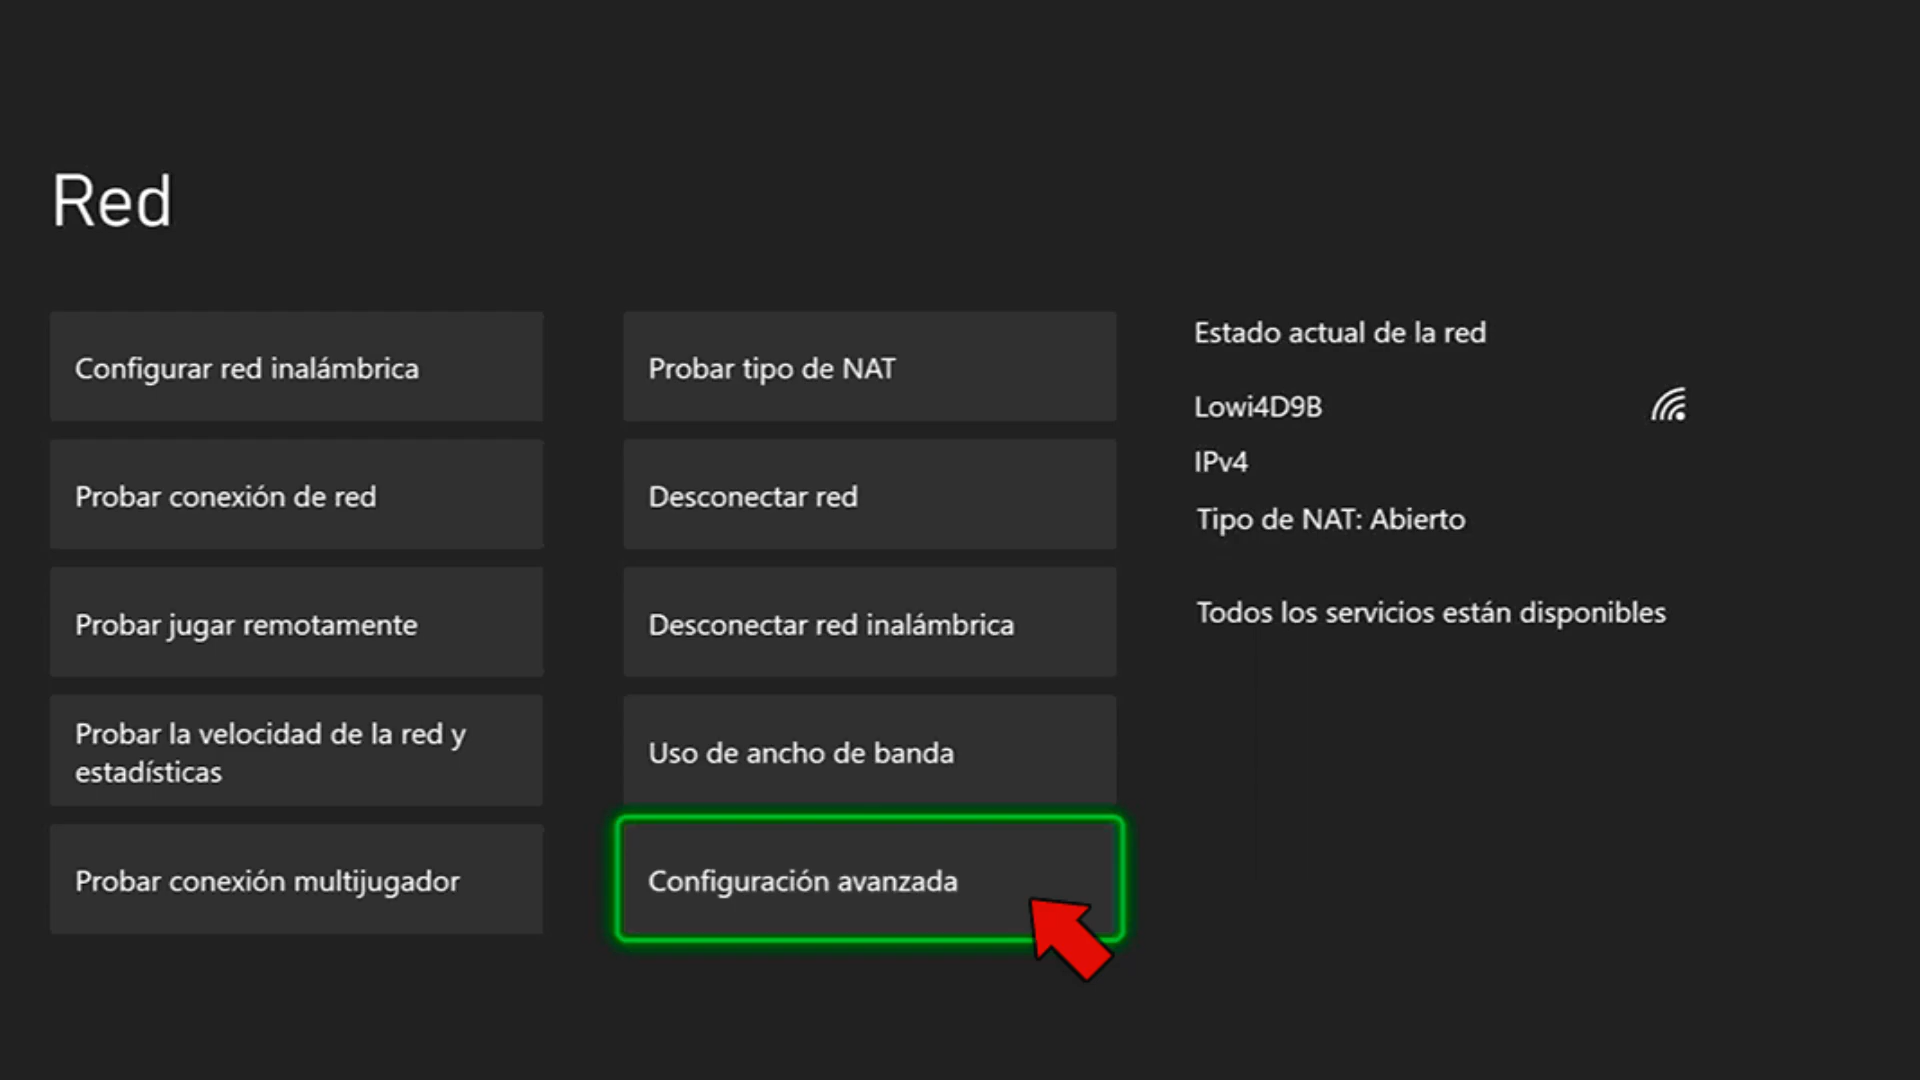 Red
Configurar red inalámbrica
Probar conexión de red
Probar jugar remotamente
Probar la velocidad de la red y
estadísticas
Probar conexión multijugador
Probar tipo de NAT
Desconectar red
Desconectar red inalámbrica
Uso de ancho de banda
Configuración avanzada
Estado actual de la red
Lowi4D9B
IPv4
Tipo de NAT: Abierto
Todos los servicios están disponibles